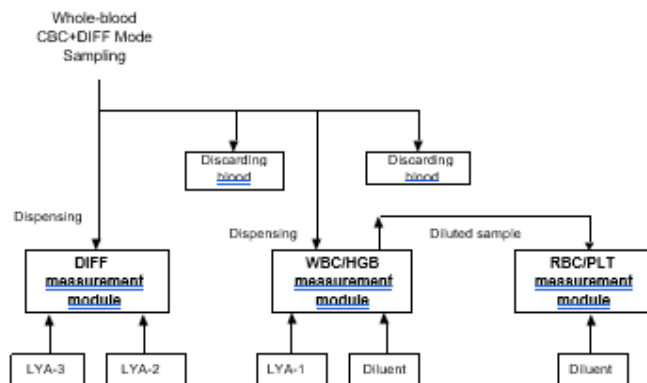 Whole-blood
CBC+DIFF Mode
Sampling
Discarding
blood
Discarding
blood
Dispensing
Dispensing
Diluted sample
DIFF
measurement
module
WBC/HGB
measurement
module
RBC/PLT
measurement
module
LYA-3
LYA-2
LYA-1
Diluent
Diluent